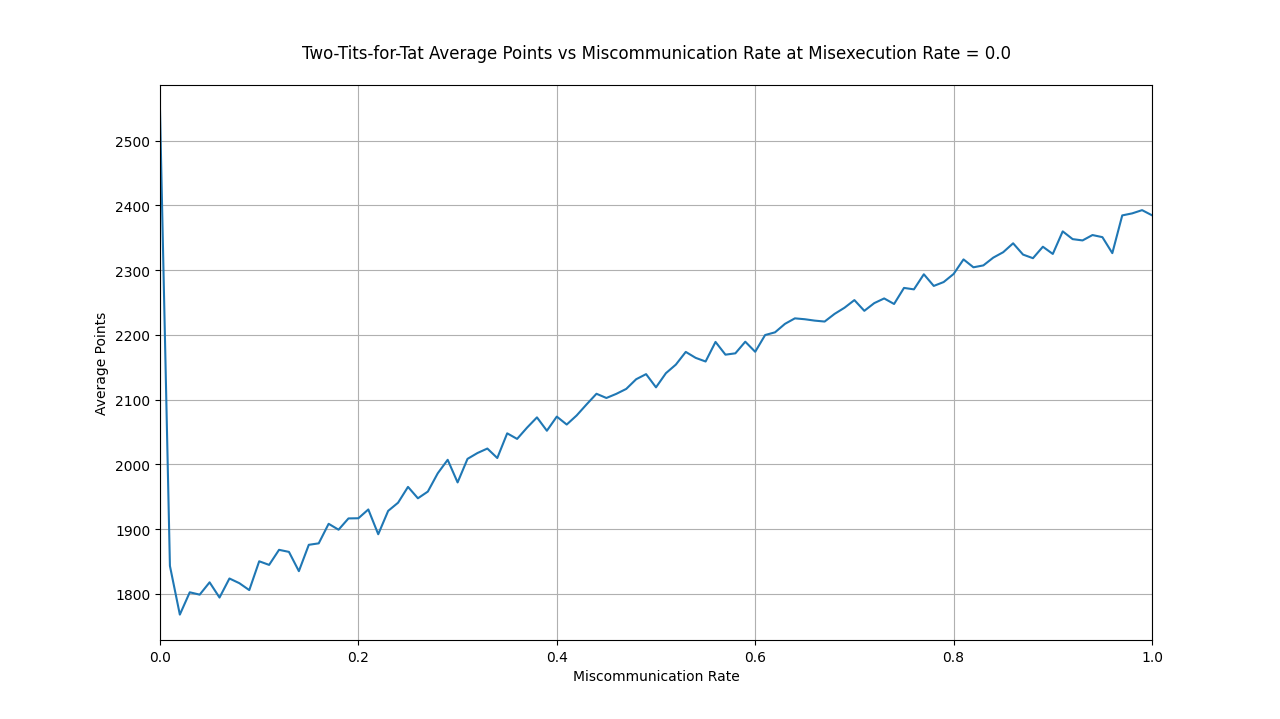 Two-Tits-for-Tat Average Points vs Miscommunication Rate at Misexecution Rate = 0.0
2500
2400
2300
2200
2100
2000
1900
1800
Average Points
0.0 0.2 0.4 0.6 0.8 1.0
Miscommunication Rate